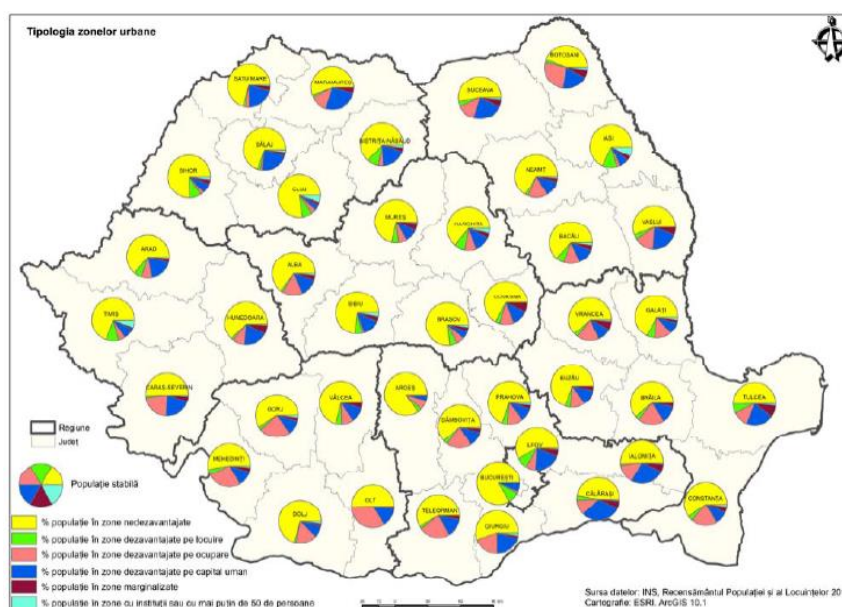 Tipologia zonelor urbane
BOTOSANI
SATU MARE
MARAMUREȘ
SUCEAVA
IAȘI
SĂLAJ
BISTRIȚA-NĂSĂUD
BIHOR
CLUJ
NEAMȚ
MUREȘ
HARGHITA
VASLUI
BACĂU
ARAD
ALBA
TIMIȘ
HUNEDOARA
SIBIU
BRAȘOV
COVASNA
VRANCEA
GALAȚI
CARAȘ-SEVERIN
BUZĂU
BRĂILA
TULCEA
GORJ
VÂLCEA
ARGEȘ
PRAHOVA
DÂMBOVIȚA
ILFOV
IALOMIȚA
MEHEDINȚI
BUCUREȘTI
CĂLĂRAȘI
CONSTANȚA
DOLJ
OLT
TELEORMAN
GIURGIU
Regiune
Județ
Populație stabilă
% populație în zone nedezavantajate
% populație în zone dezavantajate pe locuire
% populație în zone dezavantajate pe ocupare
% populație în zone dezavantajate pe capital uman
% populație în zone marginalizate
% populație în zone cu instituții sau cu mai puțin de 50 de persoane
Sursa datelor: INS, Recensământul Populației și al Locuințelor 20
Cartografie: ESRI, ArcGIS 10.1